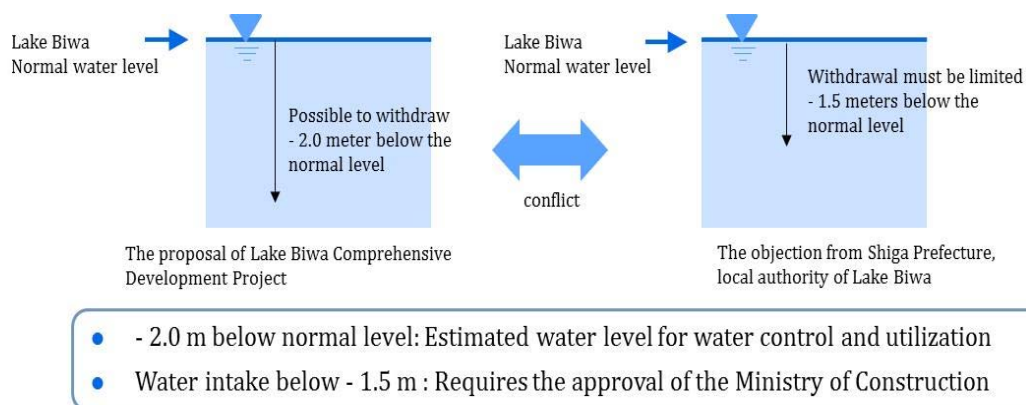 Lake Biwa
Normal water level
Possible to withdraw
- 2.0 meter below the
normal level
The proposal of Lake Biwa Comprehensive
Development Project
conflict
Lake Biwa
Normal water level
Withdrawal must be limited
- 1.5 meters below the
normal level
The objection from Shiga Prefecture,
local authority of Lake Biwa
- 2.0 m below normal level: Estimated water level for water control and utilization
Water intake below - 1.5 m : Requires the approval of the Ministry of Construction